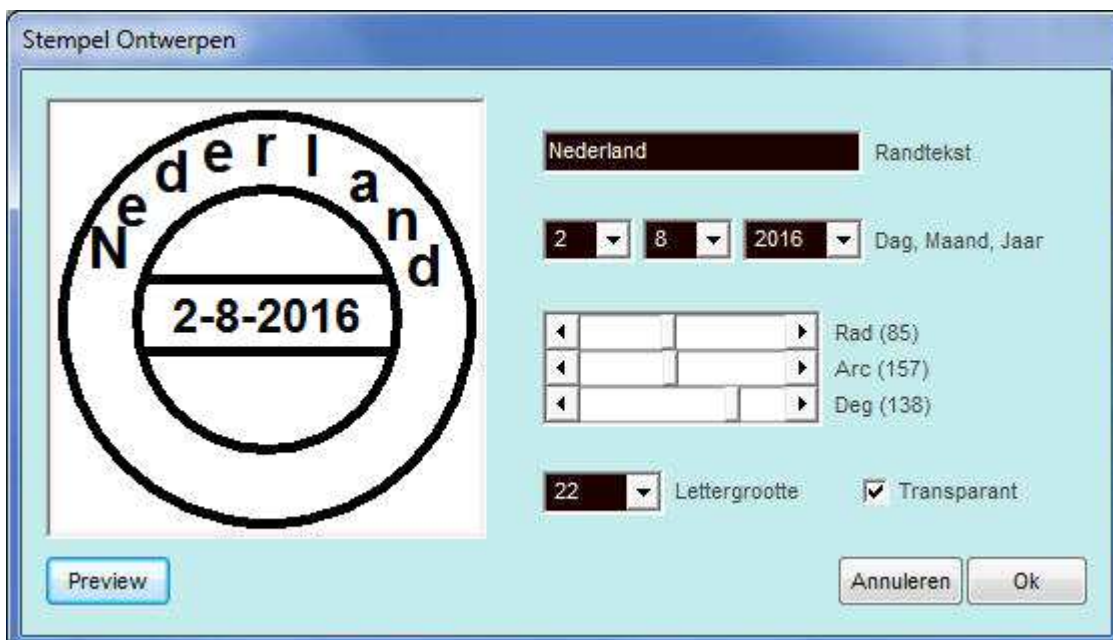 Stempel Ontwerpen
Nederland
2-8-2016
Nederland Randtekst
2 8 2016 Dag, Maand, Jaar
Rad (85)
Arc (157)
Deg (138)
22 Lettergrootte Transparant
Preview Annuleren Ok